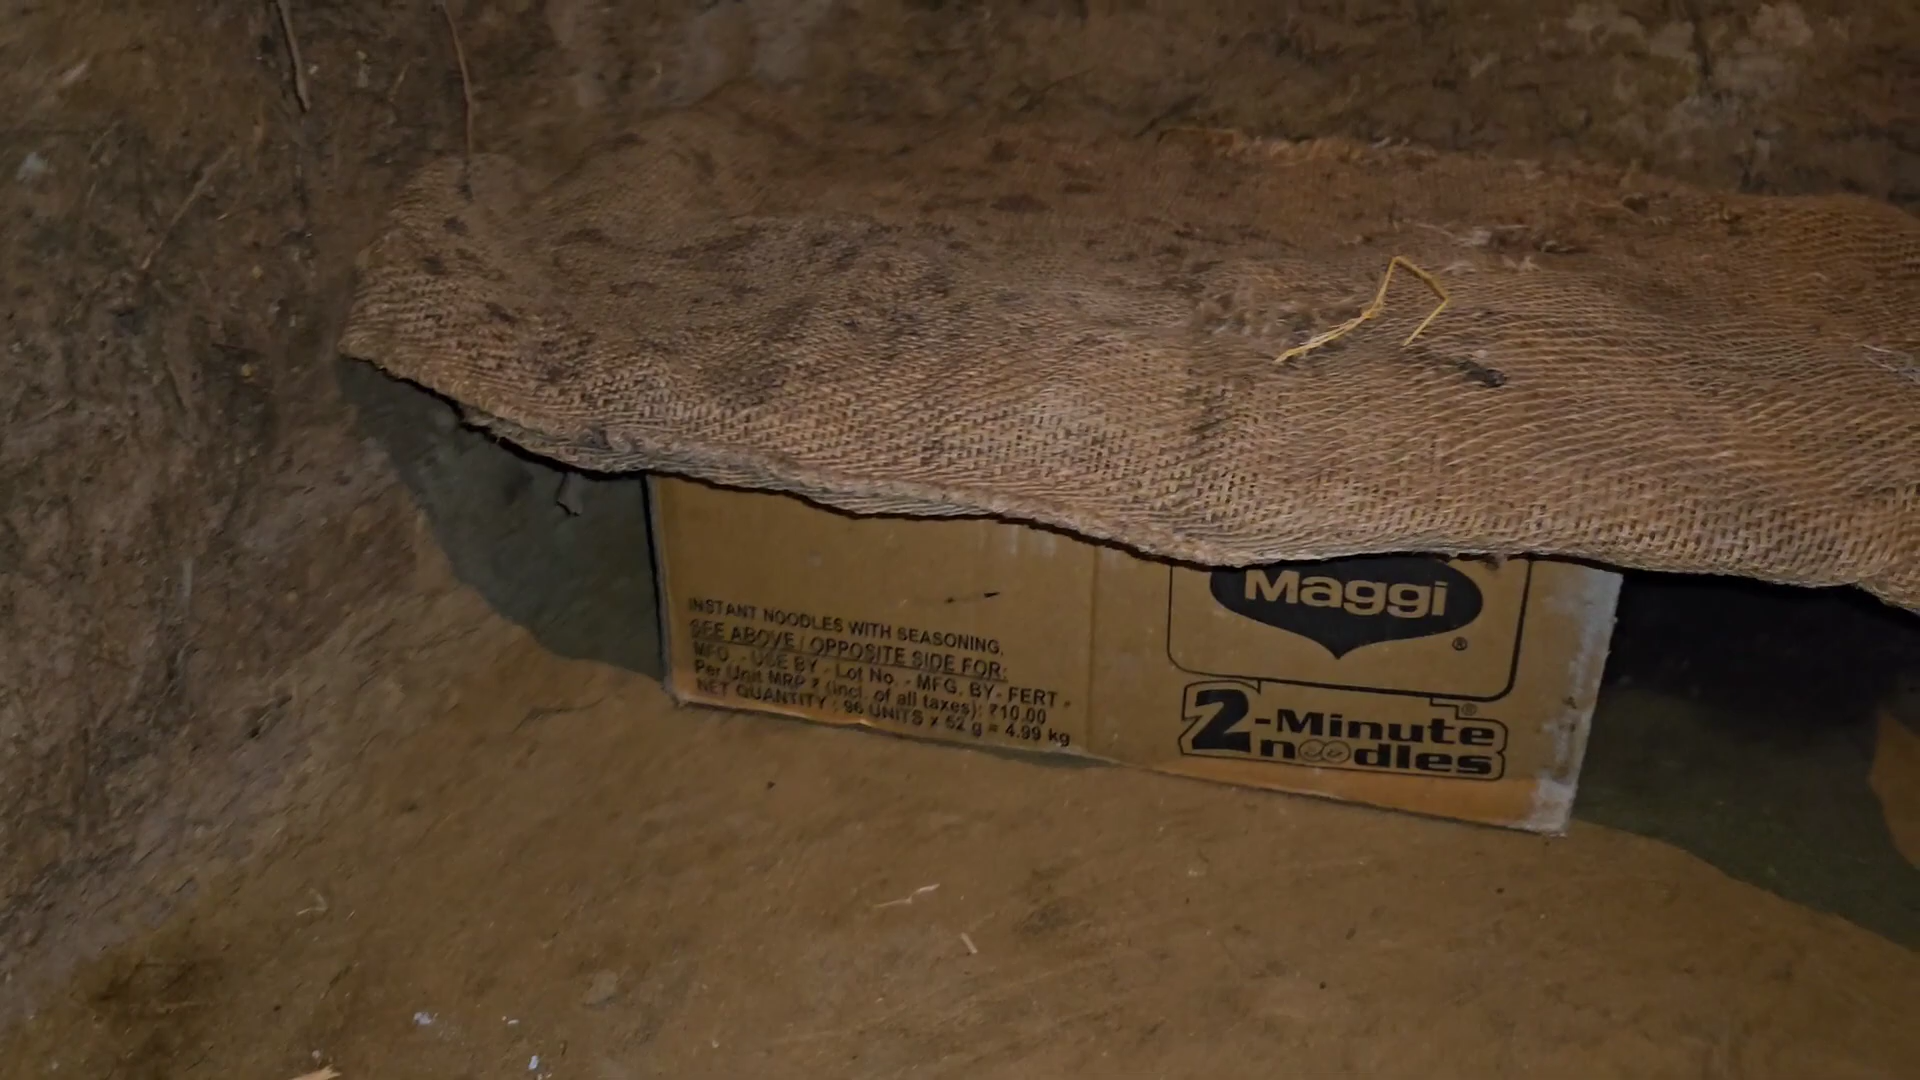 INSTANT NOODLES WITH SEASONING.
SEE ABOVE / OPPOSITE SIDE FOR:
MFD. - USE BY - Lot No. - MFG. BY - FERT -
Per Unit MRP ₹ (incl. of all taxes): ₹10.00
NET QUANTITY : 96 UNITS x 52 g = 4.99 kg
Maggi
®
2-Minute
noodles
®